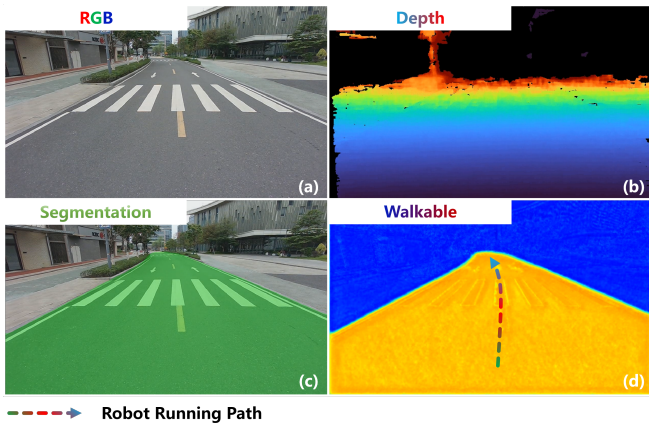 RGB
Depth
(a)
(b)
Segmentation
Walkable
(c)
(d)
Robot Running Path